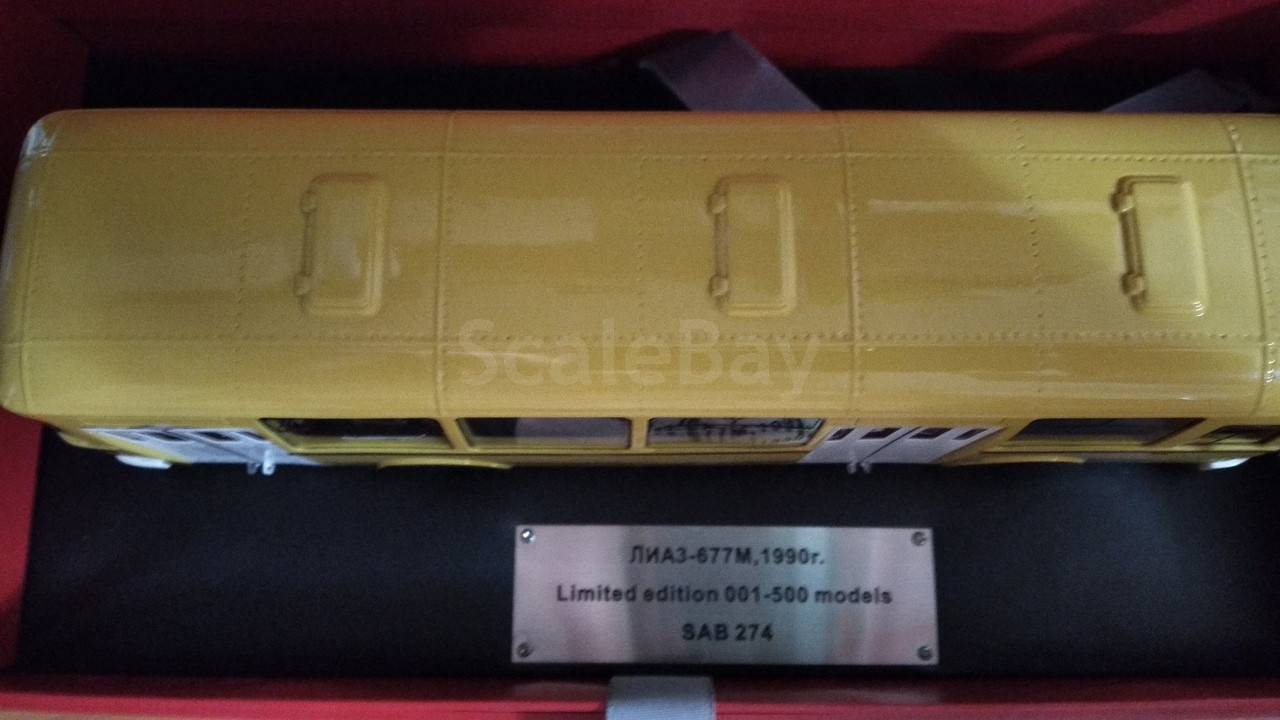 ScaleBay
ЛИАЗ-677М,1990г.
Limited edition 001-500 models
SAB 274